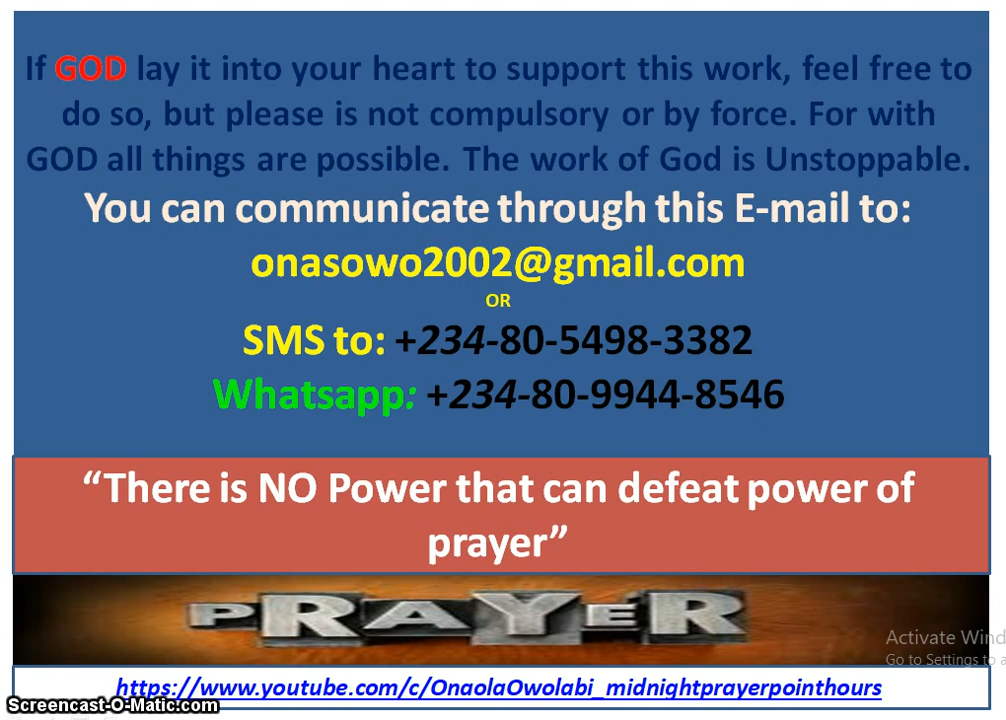 If GOD lay it into your heart to support this work, feel free to
do so, but please is not compulsory or by force. For with
GOD all things are possible. The work of God is Unstoppable.
You can communicate through this E-mail to:
onasowo2002@gmail.com
OR
SMS to: +234-80-5498-3382
Whatsapp: +234-80-9944-8546
“There is NO Power that can defeat power of
prayer”
PRAYER
Activate Wind
Go to Settings to a
https://www.youtube.com/c/OnaolaOwolabi_midnightprayerpointhours
Screencast-O-Matic.com